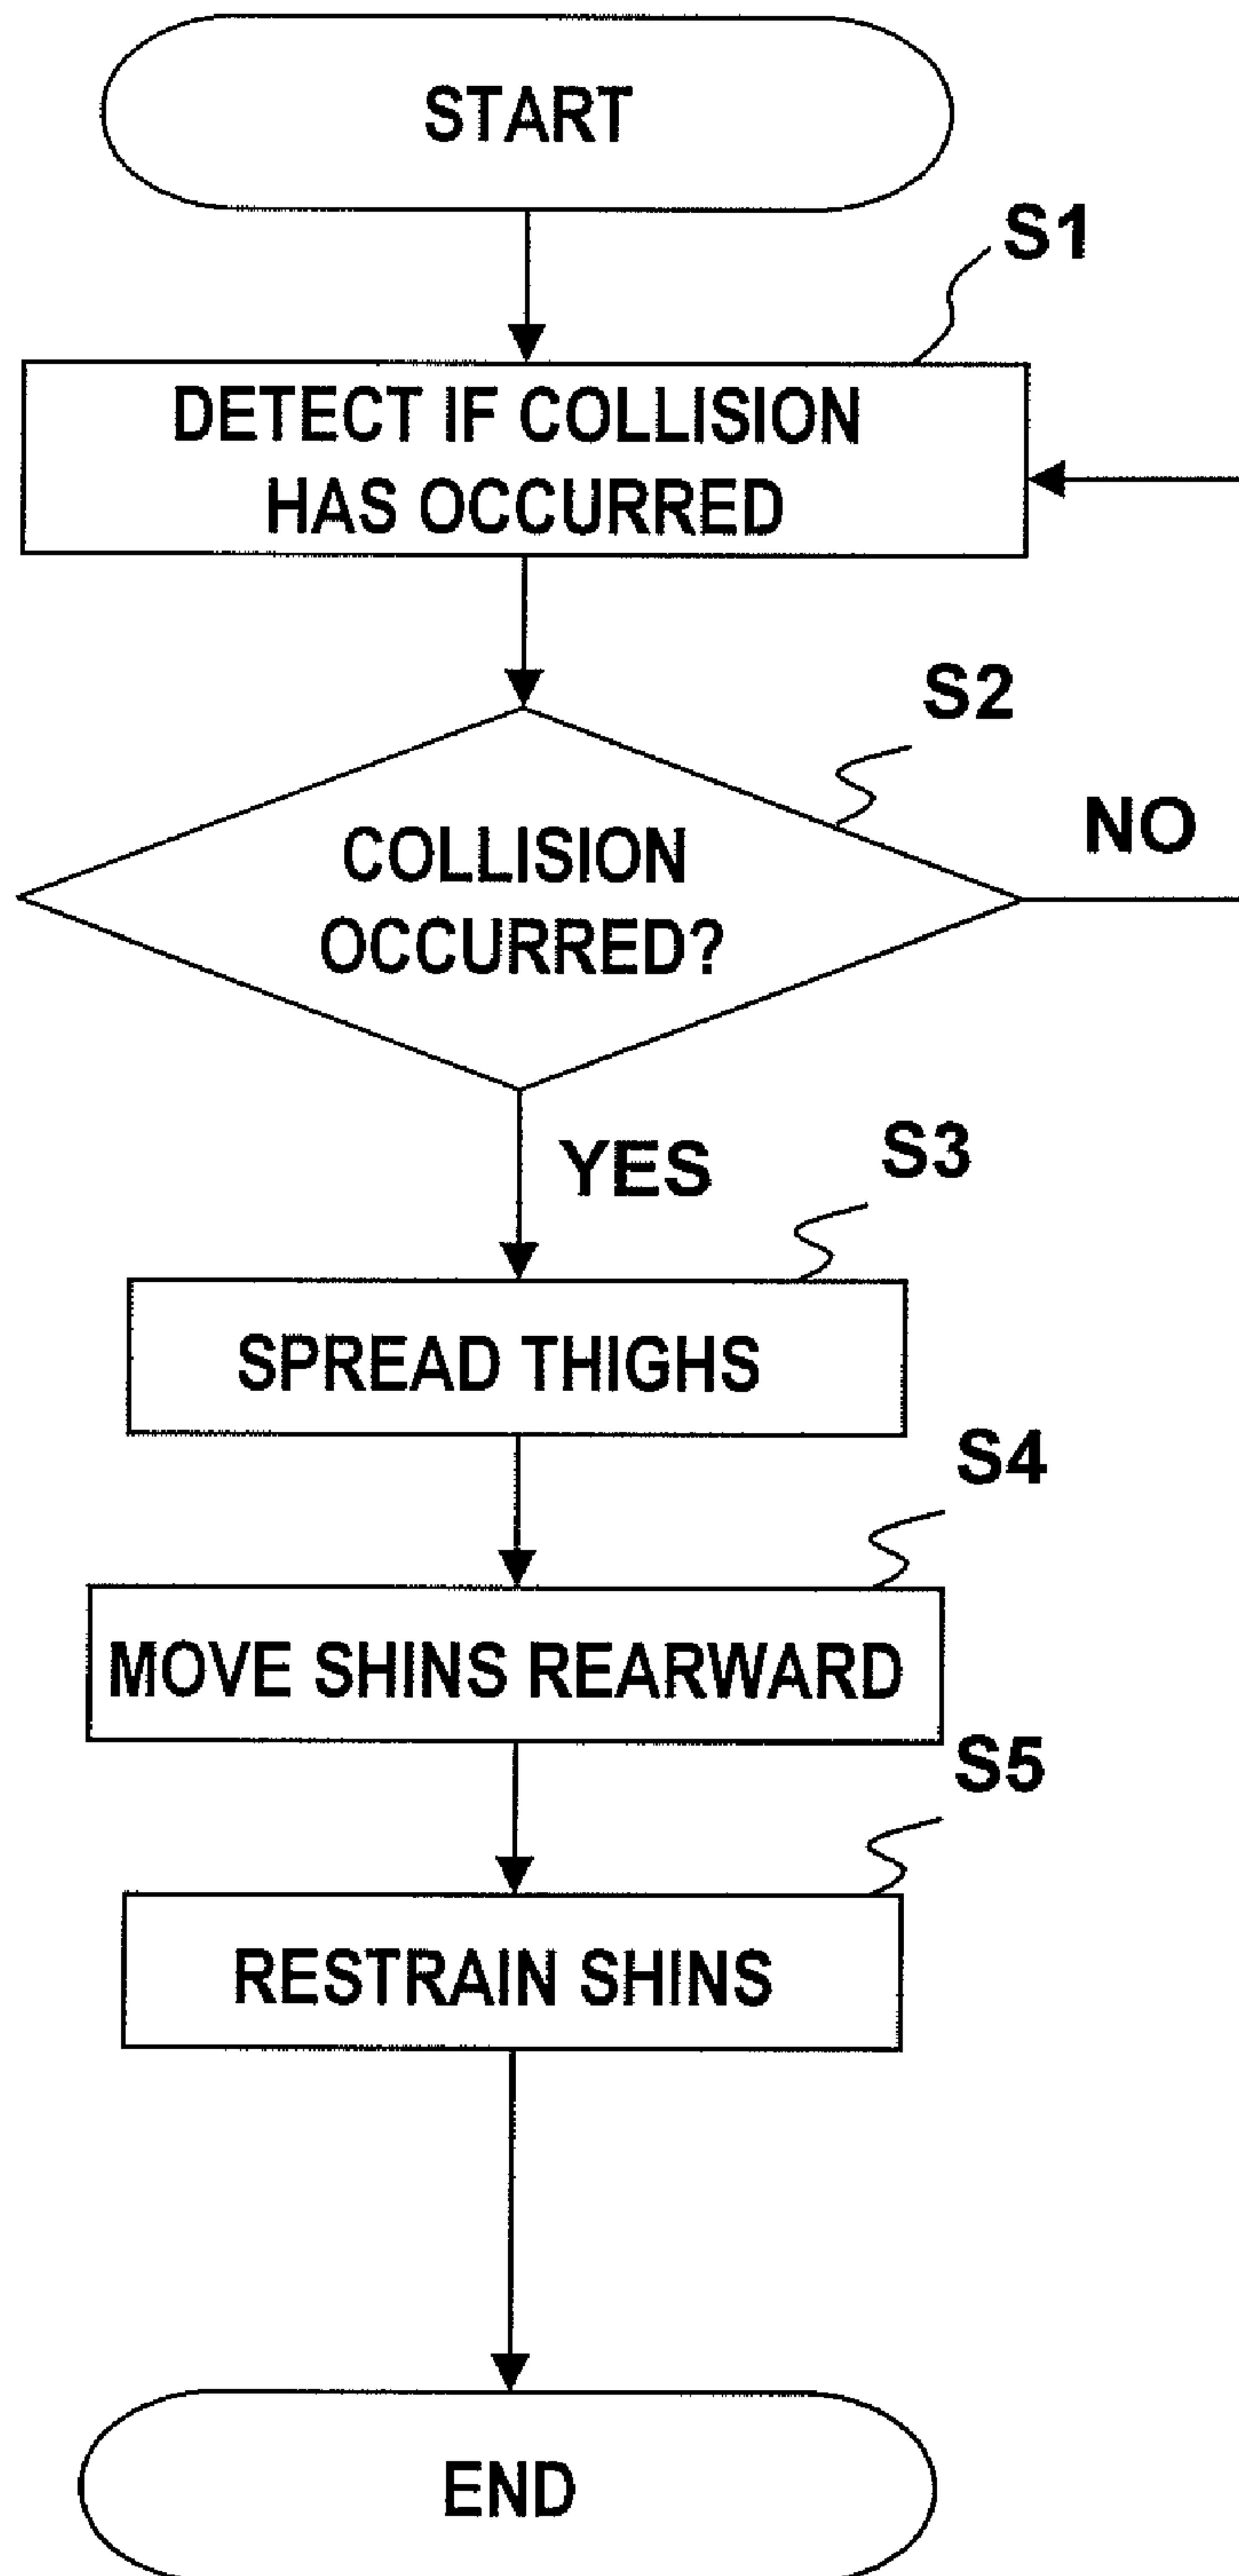 START
S1
DETECT IF COLLISION
HAS OCCURRED
S2
COLLISION
OCCURRED?
NO
YES
S3
SPREAD THIGHS
S4
MOVE SHINS REARWARD
S5
RESTRAIN SHINS
END